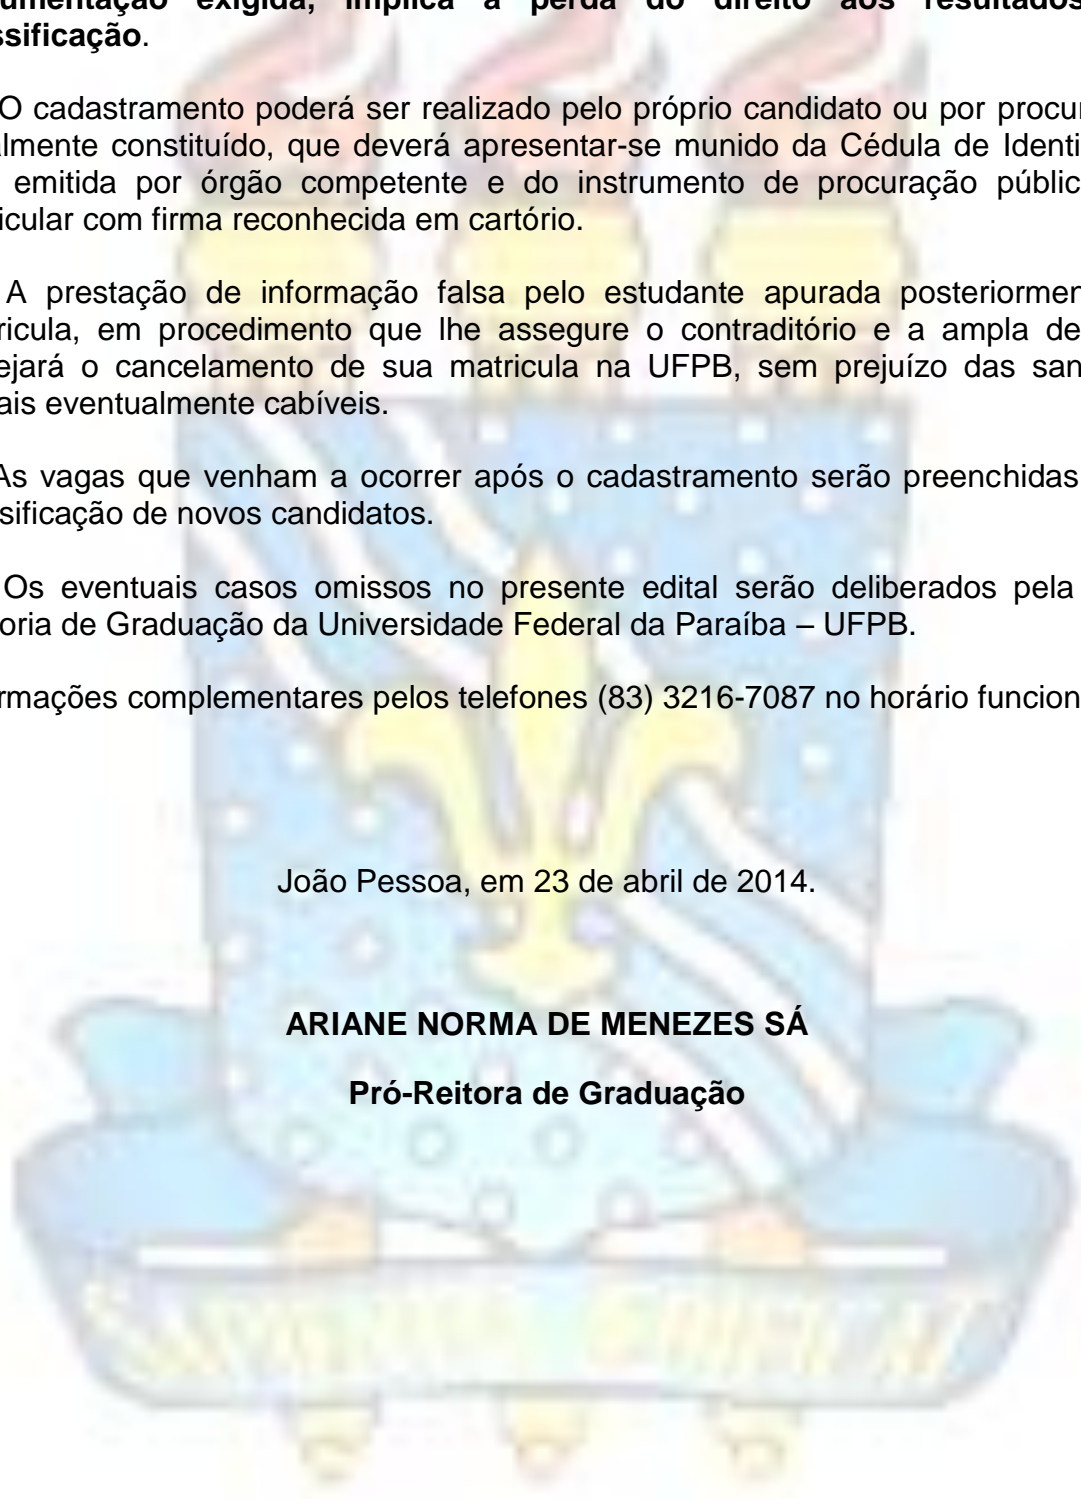 umentação exigida, implica a perda do direito aos resultados
ssificação.
O cadastramento poderá ser realizado pelo próprio candidato ou por procur
almente constituído, que deverá apresentar-se munido da Cédula de Identi
emitida por órgão competente e do instrumento de procuração públic
icular com firma reconhecida em cartório.
A prestação de informação falsa pelo estudante apurada posteriormen
ricula, em procedimento que lhe assegure o contraditório e a ampla de
ejará o cancelamento de sua matricula na UFPB, sem prejuízo das san
ais eventualmente cabíveis.
As vagas que venham a ocorrer após o cadastramento serão preenchidas
sificação de novos candidatos.
Os eventuais casos omissos no presente edital serão deliberados pela
oria de Graduação da Universidade Federal da Paraíba – UFPB.
rmações complementares pelos telefones (83) 3216-7087 no horário funcion
João Pessoa, em 23 de abril de 2014.
ARIANE NORMA DE MENEZES SÁ
Pró-Reitora de Graduação